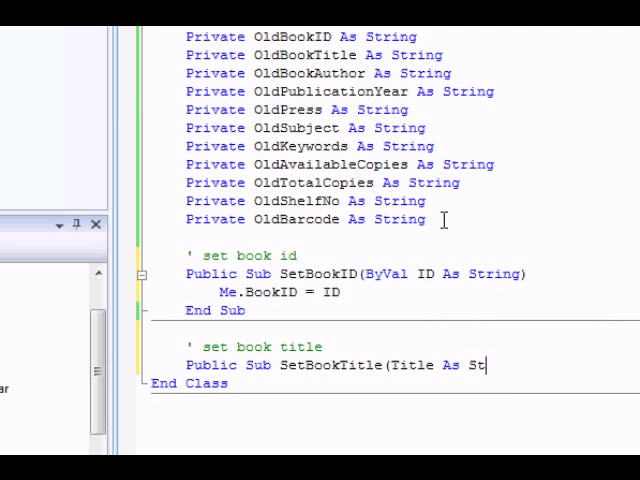 Private OldBookID As String
Private OldBookTitle As String
Private OldBookAuthor As String
Private OldPublicationYear As String
Private OldPress As String
Private OldSubject As String
Private OldKeywords As String
Private OldAvailableCopies As String
Private OldTotalCopies As String
Private OldShelfNo As String
Private OldBarcode As String
' set book id
Public Sub SetBookID(ByVal ID As String)
Me.BookID = ID
End Sub
' set book title
Public Sub SetBookTitle(Title As St
End Class
ar